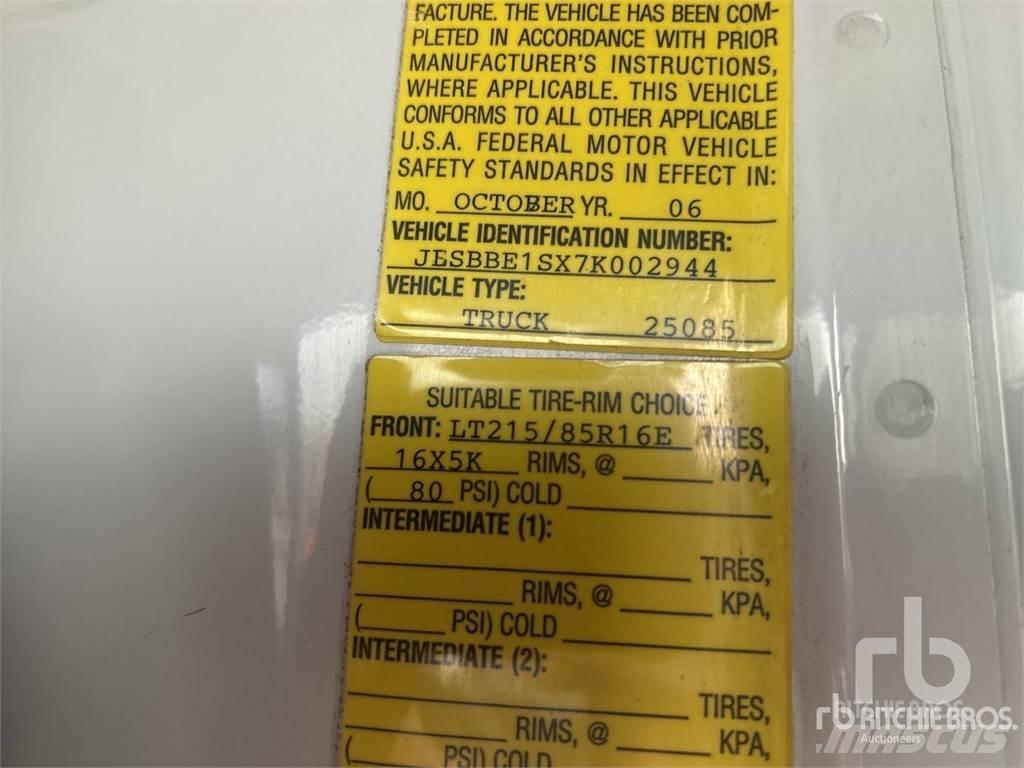 FACTURE. THE VEHICLE HAS BEEN COM-
PLETED IN ACCORDANCE WITH PRIOR
MANUFACTURER'S INSTRUCTIONS,
WHERE APPLICABLE. THIS VEHICLE
CONFORMS TO ALL OTHER APPLICABLE
U.S.A. FEDERAL MOTOR VEHICLE
SAFETY STANDARDS IN EFFECT IN:
MO. OCTOBER YR. 06
VEHICLE IDENTIFICATION NUMBER:
JLSBBE1SX7K002944
VEHICLE TYPE:
TRUCK 25085
SUITABLE TIRE-RIM CHOICE
FRONT: LT215/85R16E TIRES,
16X5K RIMS, @ KPA,
( 80 PSI) COLD
INTERMEDIATE (1):
TIRES,
RIMS, @ KPA,
( PSI) COLD
INTERMEDIATE (2):
TIRES,
RIMS, @ KPA,
( PSI) COLD
rb
rb RITCHIE BROS.
Auctioneers
mascus